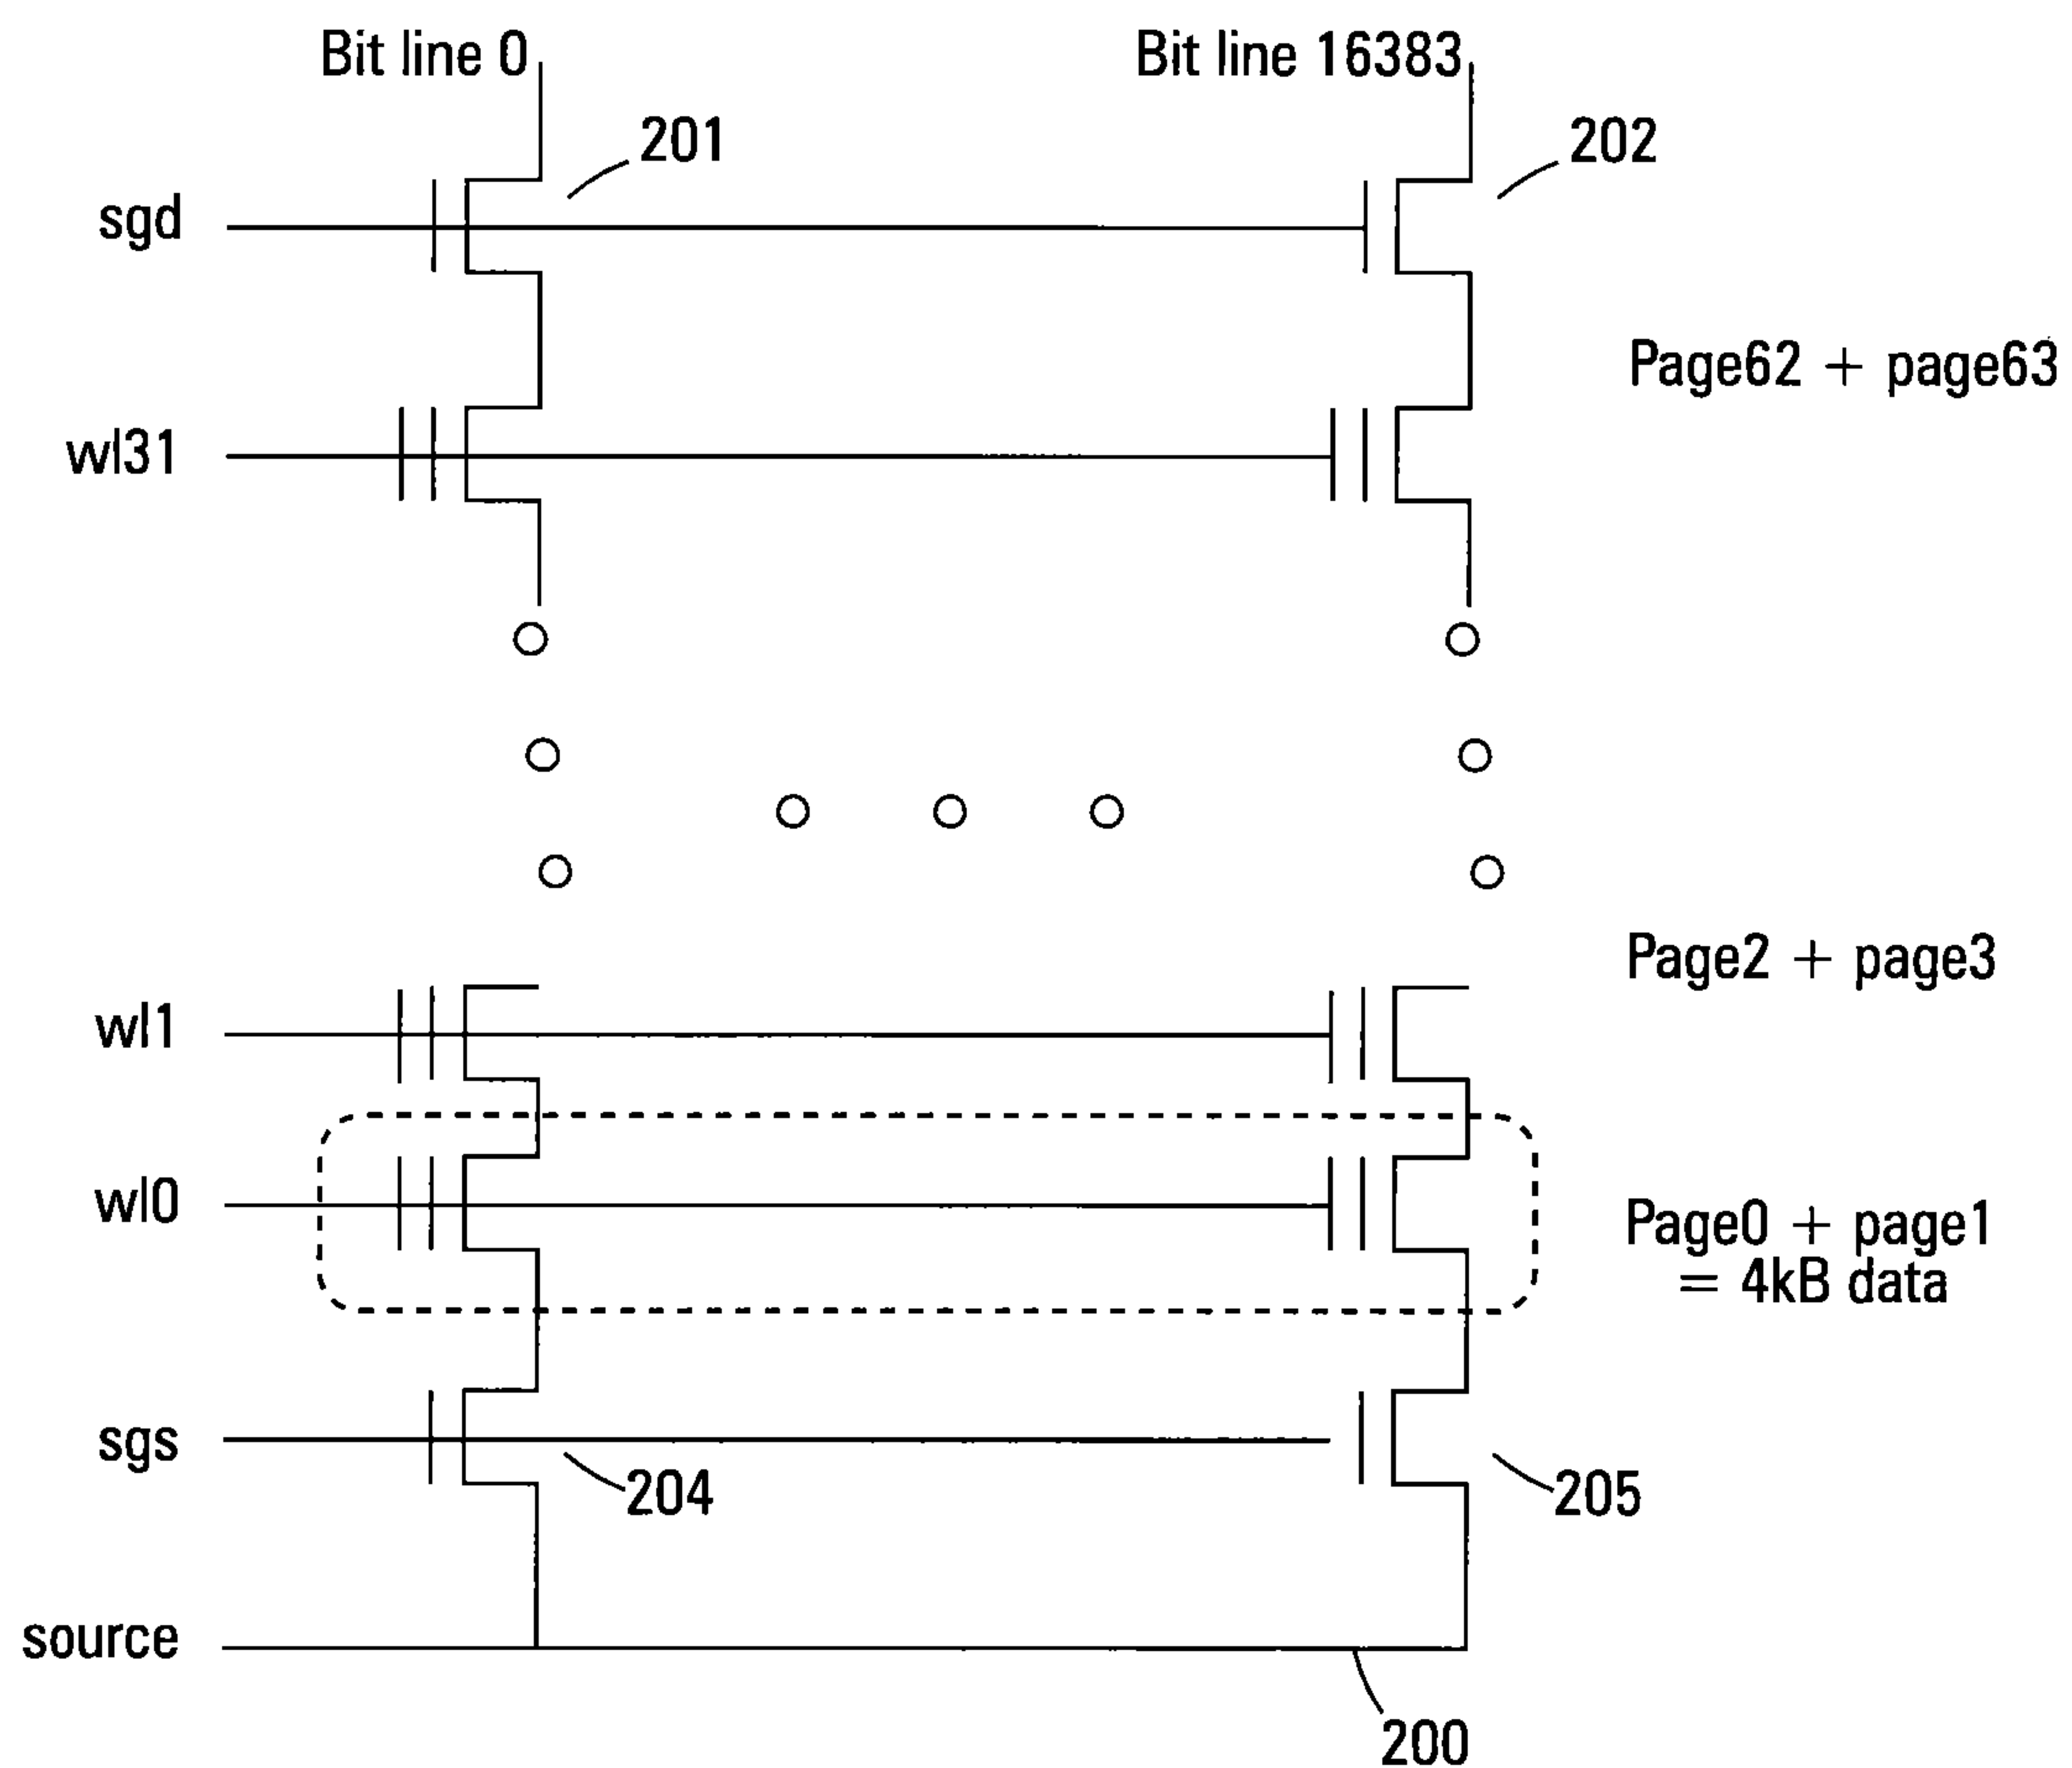 Bit line 0
Bit line 16383
201
202
sgd
Page62 + page63
wl31
Page2 + page3
wl1
wl0
Page0 + page1
= 4kB data
sgs
204
205
source
200